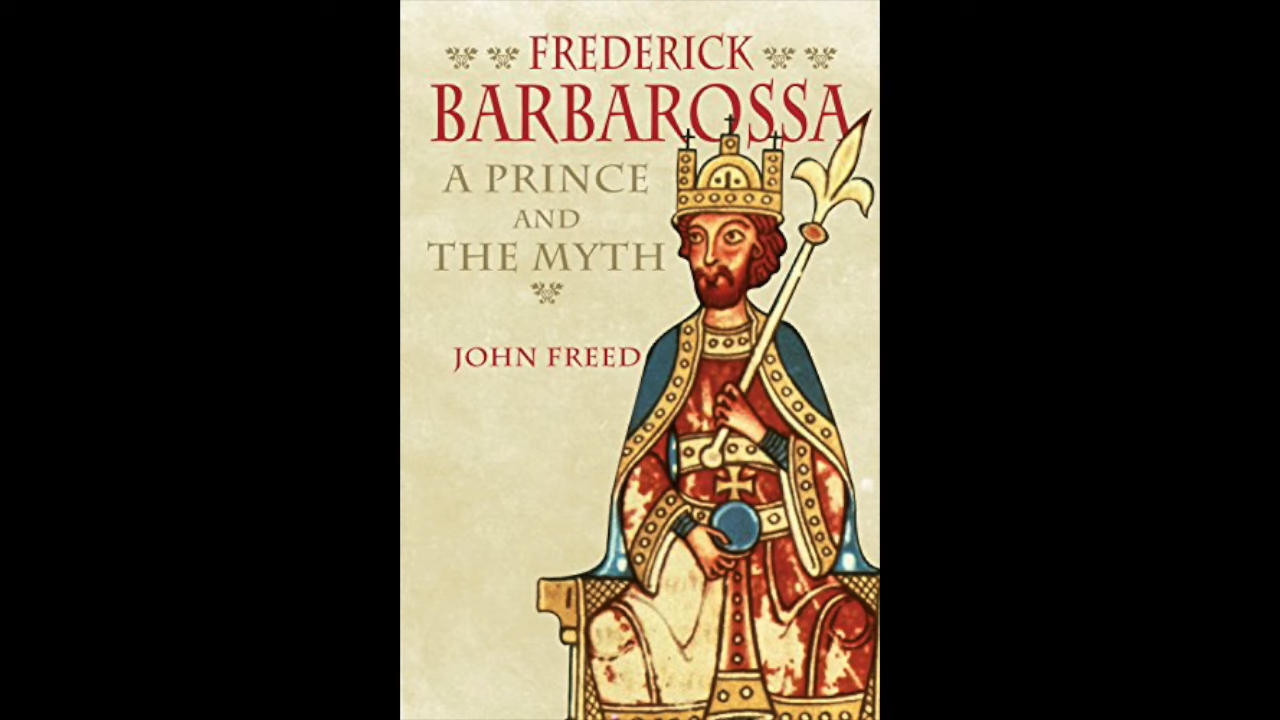 FREDERICK
BARBAROSSA
A PRINCE
AND
THE MYTH
JOHN FREED